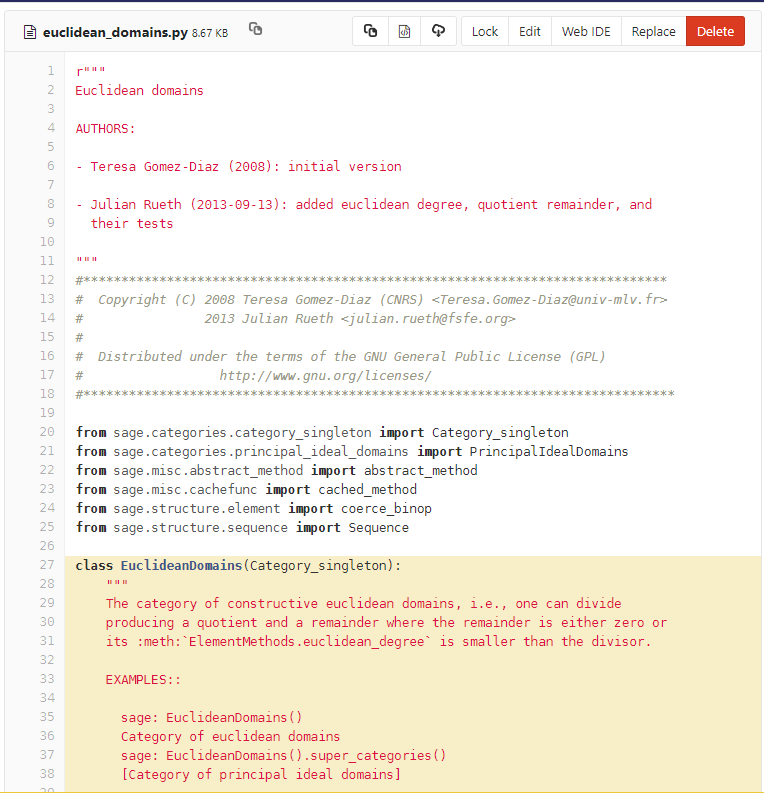 euclidean_domains.py 8.67 KB Lock Edit Web IDE Replace Delete
1 r"""
2 Euclidean domains
3
4 AUTHORS:
5
6 - Teresa Gomez-Diaz (2008): initial version
7
8 - Julian Rueth (2013-09-13): added euclidean degree, quotient remainder, and
9   their tests
10
11 """
12 #*****************************************************************************
13 #  Copyright (C) 2008 Teresa Gomez-Diaz (CNRS) <Teresa.Gomez-Diaz@univ-mlv.fr>
14 #                2013 Julian Rueth <julian.rueth@fsfe.org>
15 #
16 #  Distributed under the terms of the GNU General Public License (GPL)
17 #                  http://www.gnu.org/licenses/
18 #******************************************************************************
19
20 from sage.categories.category_singleton import Category_singleton
21 from sage.categories.principal_ideal_domains import PrincipalIdealDomains
22 from sage.misc.abstract_method import abstract_method
23 from sage.misc.cachefunc import cached_method
24 from sage.structure.element import coerce_binop
25 from sage.structure.sequence import Sequence
26
27 class EuclideanDomains(Category_singleton):
28     """
29     The category of constructive euclidean domains, i.e., one can divide
30     producing a quotient and a remainder where the remainder is either zero or
31     its :meth:`ElementMethods.euclidean_degree` is smaller than the divisor.
32
33     EXAMPLES::
34
35       sage: EuclideanDomains()
36       Category of euclidean domains
37       sage: EuclideanDomains().super_categories()
38       [Category of principal ideal domains]